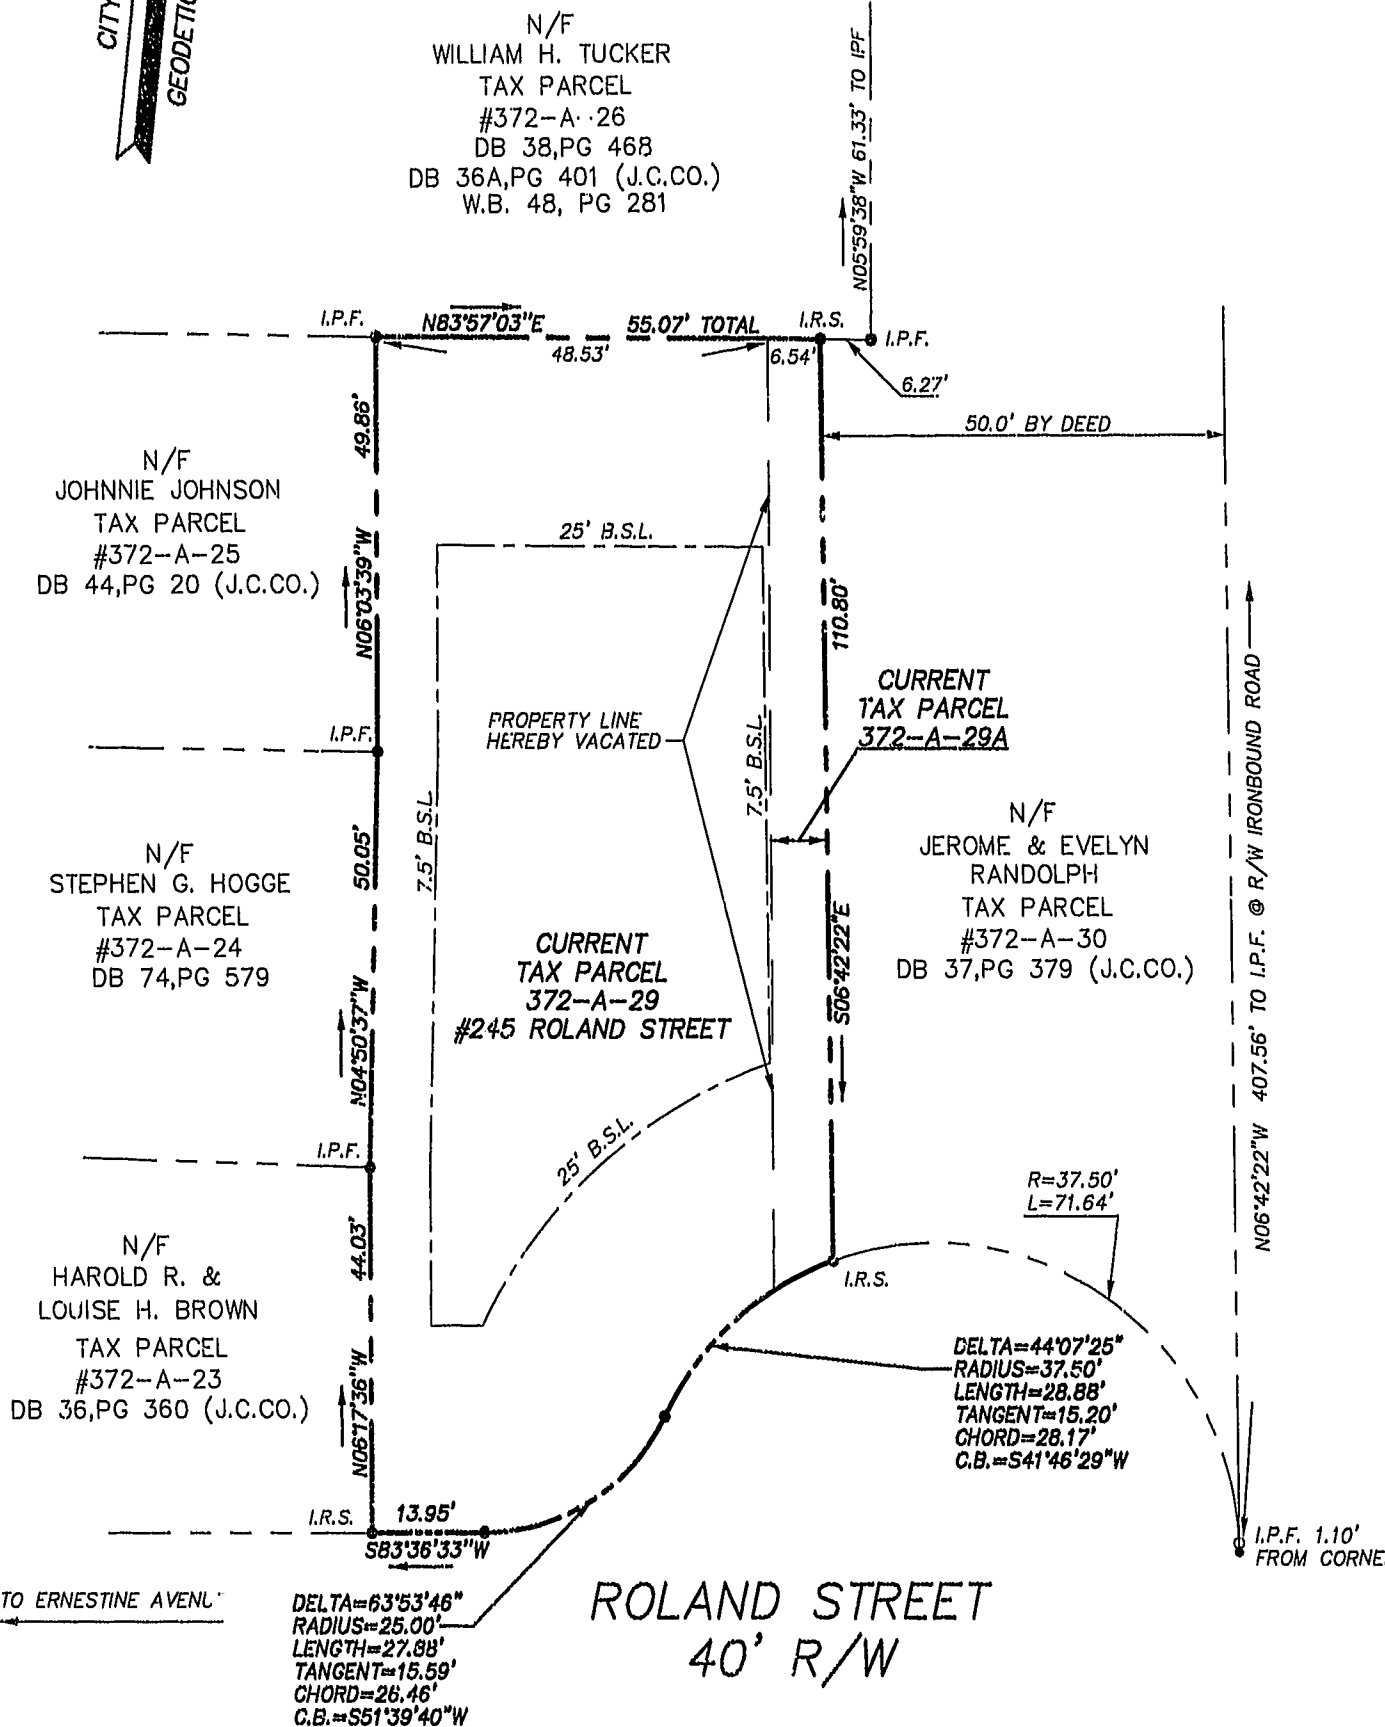 CITY
GEODETIC
N/F
WILLIAM H. TUCKER
TAX PARCEL
#372-A-26
DB 38,PG 468
DB 36A,PG 401 (J.C.CO.)
W.B. 48, PG 281
N05°59'38"W 61.33' TO IPF
I.P.F.
N83°57'03"E
55.07' TOTAL
I.R.S.
I.P.F.
48.53'
6.54'
6.27'
50.0' BY DEED
49.86'
N06°03'39"W
N/F
JOHNNIE JOHNSON
TAX PARCEL
#372-A-25
DB 44,PG 20 (J.C.CO.)
25' B.S.L.
110.80'
CURRENT
TAX PARCEL
372-A-29A
PROPERTY LINE
HEREBY VACATED
I.P.F.
7.5' B.S.L.
7.5' B.S.L.
N/F
JEROME & EVELYN
RANDOLPH
TAX PARCEL
#372-A-30
DB 37,PG 379 (J.C.CO.)
N/F
STEPHEN G. HOGGE
TAX PARCEL
#372-A-24
DB 74,PG 579
50.05'
N04°50'37"W
CURRENT
TAX PARCEL
372-A-29
#245 ROLAND STREET
S06°42'22"E
N06°42'22"W 407.56' TO I.P.F. @ R/W IRONBOUND ROAD
25' B.S.L.
I.P.F.
R=37.50'
L=71.64'
N/F
HAROLD R. &
LOUISE H. BROWN
TAX PARCEL
#372-A-23
DB 36,PG 360 (J.C.CO.)
44.03'
N06°17'36"W
I.R.S.
DELTA=44°07'25"
RADIUS=37.50'
LENGTH=28.88'
TANGENT=15.20'
CHORD=28.17'
C.B.=S41°46'29"W
I.R.S.
13.95'
S83°36'33"W
I.P.F. 1.10'
FROM CORNE
TO ERNESTINE AVENU
DELTA=63°53'46"
RADIUS=25.00'
LENGTH=27.88'
TANGENT=15.59'
CHORD=26.46'
C.B.=S51°39'40"W
ROLAND STREET
40' R/W